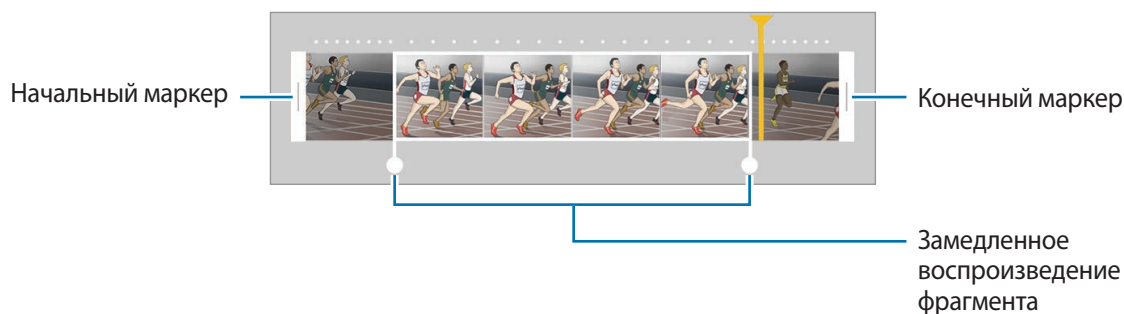 Начальный маркер
Конечный маркер
Замедленное
воспроизведение
фрагмента